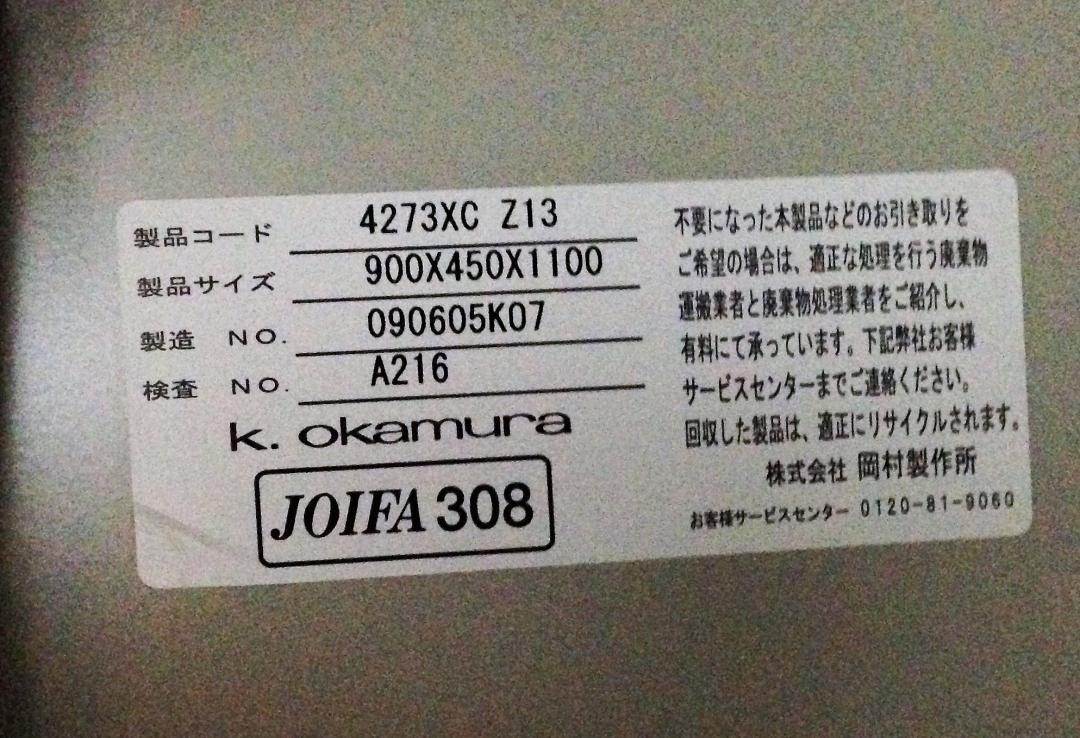 製品コード 4273XC Z13
製品サイズ 900X450X1100
製造 NO. 090605K07
検査 NO. A216
k. okamura
JOIFA 308
不要になった本製品などのお引き取りを
ご希望の場合は、適正な処理を行う廃棄物
運搬業者と廃棄物処理業者をご紹介し、
有料にて承っています。下記弊社お客様
サービスセンターまでご連絡ください。
回収した製品は、適正にリサイクルされます。
株式会社 岡村製作所
お客様サービスセンター 0120-81-9060